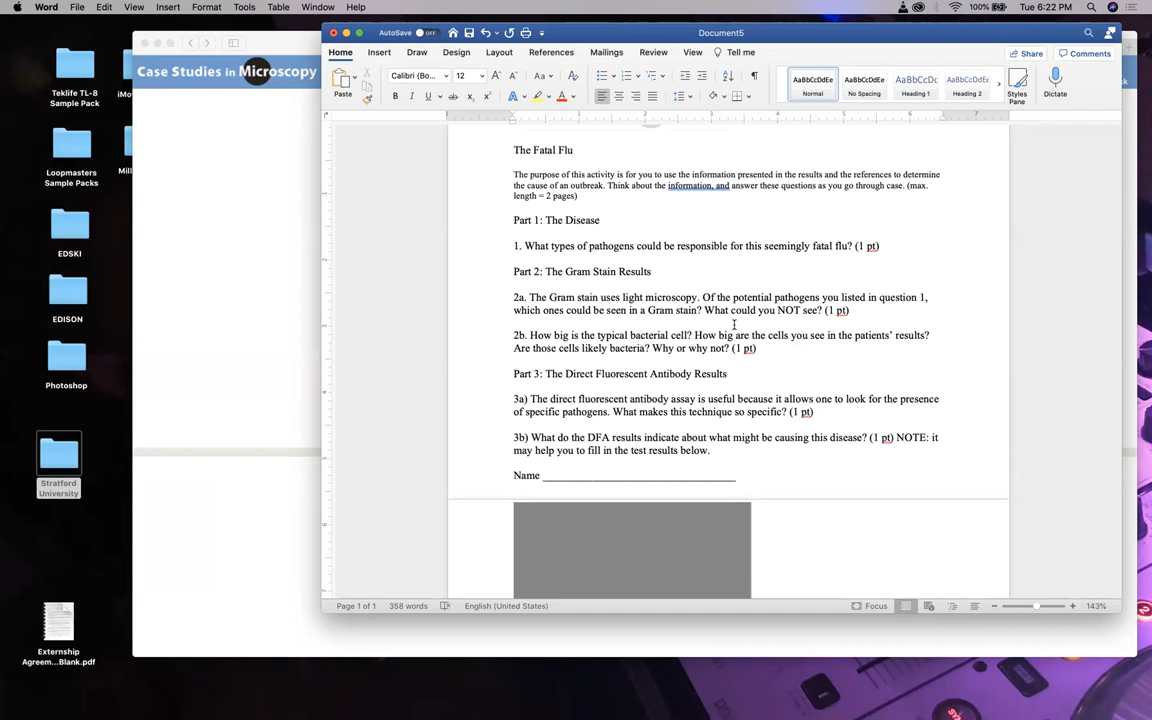 Word File Edit View Insert Format Tools Table Window Help 100% Tue 6:22 PM
AutoSave OFF Document5
Home Insert Draw Design Layout References Mailings Review View Tell me Share Comments
Case Studies in Microscopy
Teklife TL-8
Sample Pack
iMov
Loopmasters
Sample Packs
Mill
EDSKI
EDISON
Photoshop
Stratford
University
Externship
Agreem...Blank.pdf
Paste Calibri (Bo... 12 Aa
AaBbCcDdEe AaBbCcDdEe AaBbCcDc AaBbCcDdEe
Normal No Spacing Heading 1 Heading 2
Styles
Pane
Dictate
The Fatal Flu
The purpose of this activity is for you to use the information presented in the results and the references to determine
the cause of an outbreak. Think about the information, and answer these questions as you go through case. (max.
length = 2 pages)
Part 1: The Disease
1. What types of pathogens could be responsible for this seemingly fatal flu? (1 pt)
Part 2: The Gram Stain Results
2a. The Gram stain uses light microscopy. Of the potential pathogens you listed in question 1,
which ones could be seen in a Gram stain? What could you NOT see? (1 pt)
2b. How big is the typical bacterial cell? How big are the cells you see in the patients' results?
Are those cells likely bacteria? Why or why not? (1 pt)
Part 3: The Direct Fluorescent Antibody Results
3a) The direct fluorescent antibody assay is useful because it allows one to look for the presence
of specific pathogens. What makes this technique so specific? (1 pt)
3b) What do the DFA results indicate about what might be causing this disease? (1 pt) NOTE: it
may help you to fill in the test results below.
Name ___________________________________
Page 1 of 1 358 words English (United States) Focus 143%